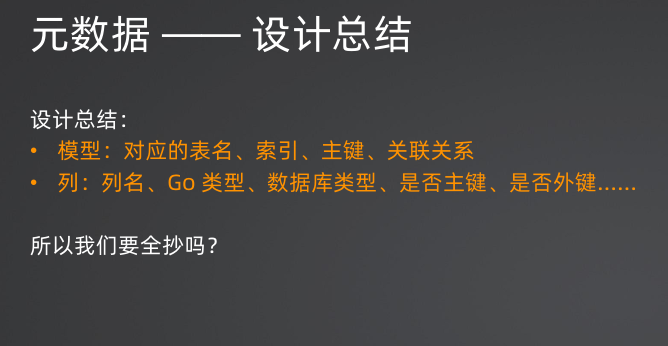 元数据 —— 设计总结
设计总结：
• 模型：对应的表名、索引、主键、关联关系
• 列：列名、Go 类型、数据库类型、是否主键、是否外键……
所以我们要全抄吗？